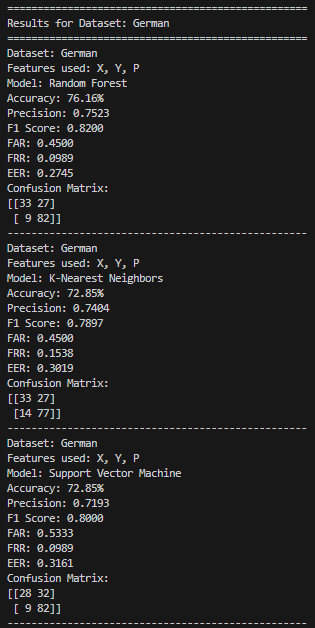 ================================================
Results for Dataset: German
================================================
Dataset: German
Features used: X, Y, P
Model: Random Forest
Accuracy: 76.16%
Precision: 0.7523
F1 Score: 0.8200
FAR: 0.4500
FRR: 0.0989
EER: 0.2745
Confusion Matrix:
[[33 27]
 [ 9 82]]
------------------------------------------------
Dataset: German
Features used: X, Y, P
Model: K-Nearest Neighbors
Accuracy: 72.85%
Precision: 0.7404
F1 Score: 0.7897
FAR: 0.4500
FRR: 0.1538
EER: 0.3019
Confusion Matrix:
[[33 27]
 [14 77]]
------------------------------------------------
Dataset: German
Features used: X, Y, P
Model: Support Vector Machine
Accuracy: 72.85%
Precision: 0.7193
F1 Score: 0.8000
FAR: 0.5333
FRR: 0.0989
EER: 0.3161
Confusion Matrix:
[[28 32]
 [ 9 82]]
------------------------------------------------